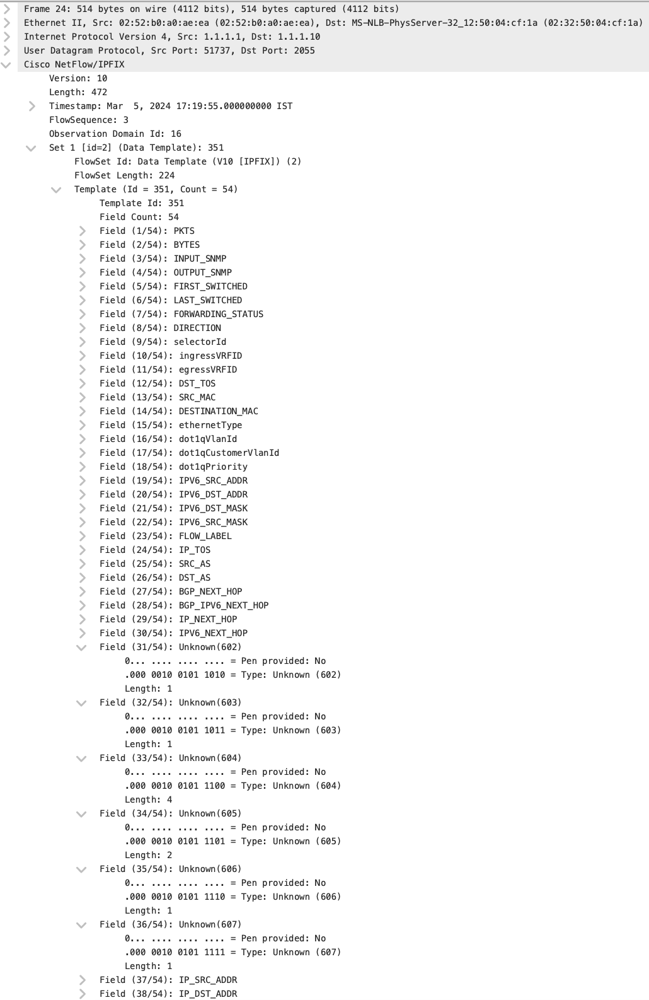 Frame 24: 514 bytes on wire (4112 bits), 514 bytes captured (4112 bits)
Ethernet II, Src: 02:52:b0:a0:ae:ea (02:52:b0:a0:ae:ea), Dst: MS-NLB-PhysServer-32_12:50:04:cf:1a (02:32:50:04:cf:1a)
Internet Protocol Version 4, Src: 1.1.1.1, Dst: 1.1.1.10
User Datagram Protocol, Src Port: 51737, Dst Port: 2055
Cisco NetFlow/IPFIX
Version: 10
Length: 472
Timestamp: Mar  5, 2024 17:19:55.000000000 IST
FlowSequence: 3
Observation Domain Id: 16
Set 1 [id=2] (Data Template): 351
FlowSet Id: Data Template (V10 [IPFIX]) (2)
FlowSet Length: 224
Template (Id = 351, Count = 54)
Template Id: 351
Field Count: 54
Field (1/54): PKTS
Field (2/54): BYTES
Field (3/54): INPUT_SNMP
Field (4/54): OUTPUT_SNMP
Field (5/54): FIRST_SWITCHED
Field (6/54): LAST_SWITCHED
Field (7/54): FORWARDING_STATUS
Field (8/54): DIRECTION
Field (9/54): selectorId
Field (10/54): ingressVRFID
Field (11/54): egressVRFID
Field (12/54): DST_TOS
Field (13/54): SRC_MAC
Field (14/54): DESTINATION_MAC
Field (15/54): ethernetType
Field (16/54): dot1qVlanId
Field (17/54): dot1qCustomerVlanId
Field (18/54): dot1qPriority
Field (19/54): IPV6_SRC_ADDR
Field (20/54): IPV6_DST_ADDR
Field (21/54): IPV6_DST_MASK
Field (22/54): IPV6_SRC_MASK
Field (23/54): FLOW_LABEL
Field (24/54): IP_TOS
Field (25/54): SRC_AS
Field (26/54): DST_AS
Field (27/54): BGP_NEXT_HOP
Field (28/54): BGP_IPV6_NEXT_HOP
Field (29/54): IP_NEXT_HOP
Field (30/54): IPV6_NEXT_HOP
Field (31/54): Unknown(602)
0... .... .... .... = Pen provided: No
.000 0010 0101 1010 = Type: Unknown (602)
Length: 1
Field (32/54): Unknown(603)
0... .... .... .... = Pen provided: No
.000 0010 0101 1011 = Type: Unknown (603)
Length: 1
Field (33/54): Unknown(604)
0... .... .... .... = Pen provided: No
.000 0010 0101 1100 = Type: Unknown (604)
Length: 4
Field (34/54): Unknown(605)
0... .... .... .... = Pen provided: No
.000 0010 0101 1101 = Type: Unknown (605)
Length: 2
Field (35/54): Unknown(606)
0... .... .... .... = Pen provided: No
.000 0010 0101 1110 = Type: Unknown (606)
Length: 1
Field (36/54): Unknown(607)
0... .... .... .... = Pen provided: No
.000 0010 0101 1111 = Type: Unknown (607)
Length: 1
Field (37/54): IP_SRC_ADDR
Field (38/54): IP_DST_ADDR